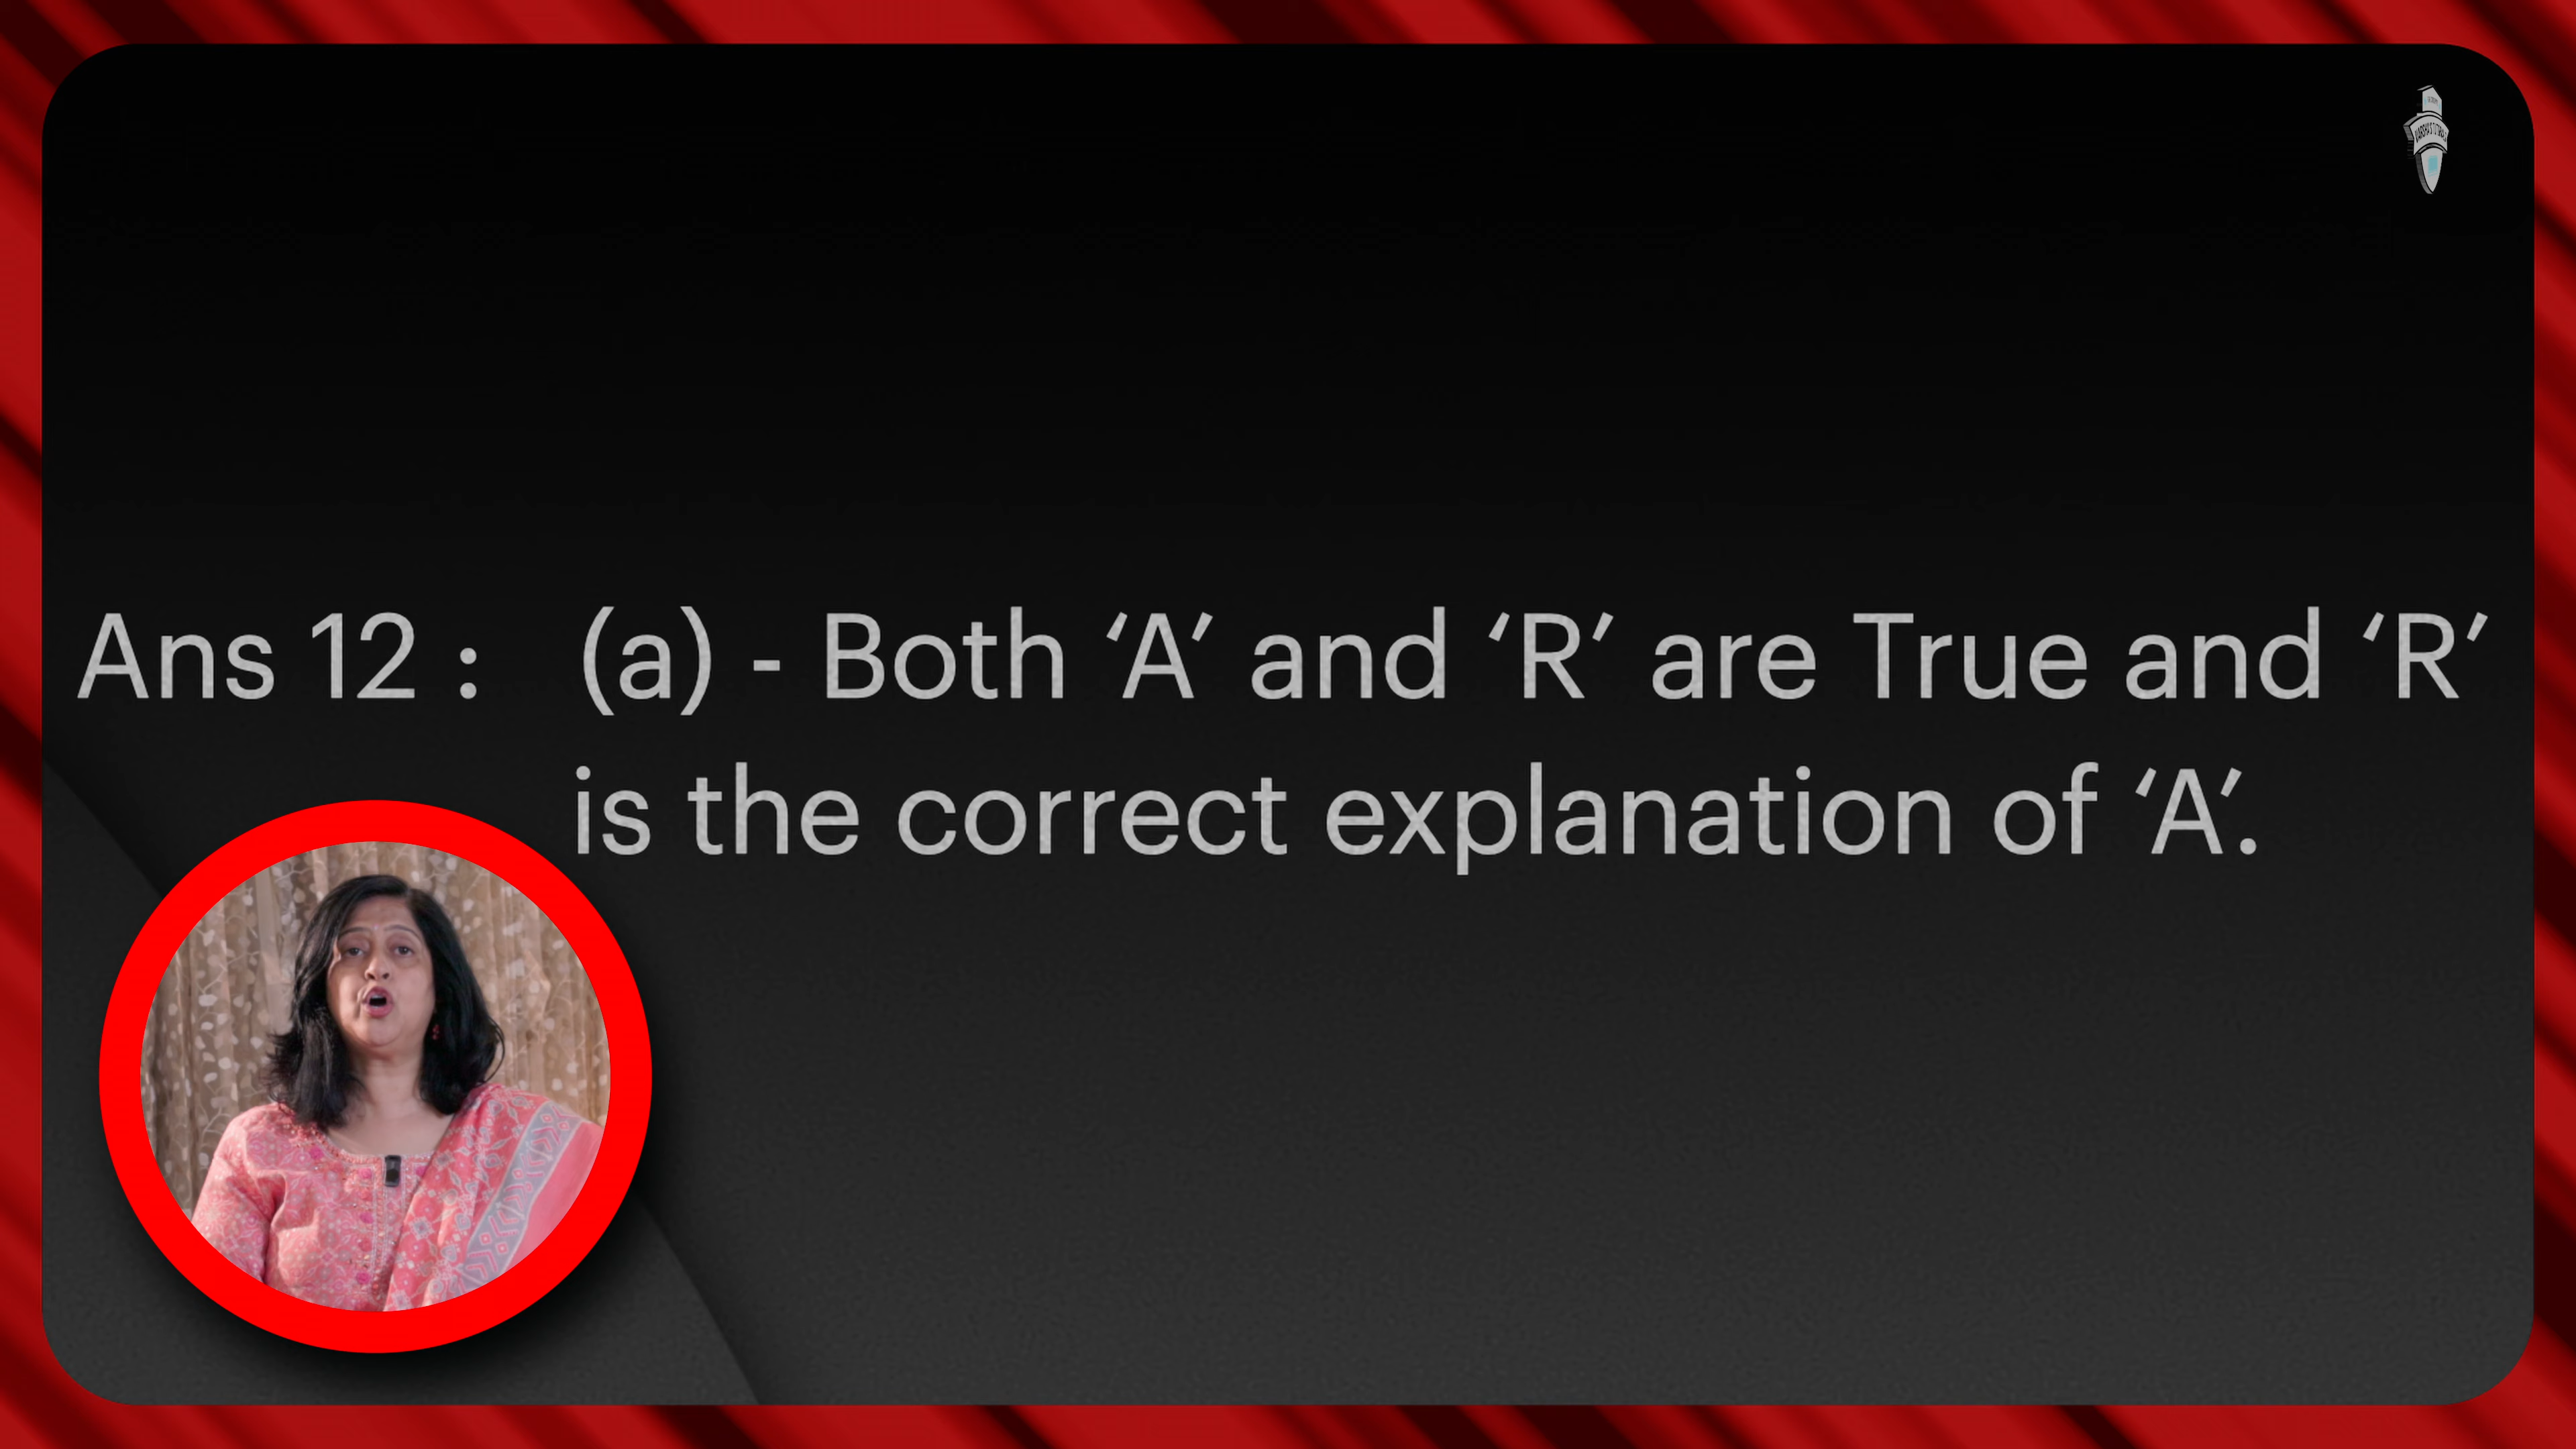 Ans 12 : (a) - Both ‘A’ and ‘R’ are True and ‘R’
is the correct explanation of ‘A’.